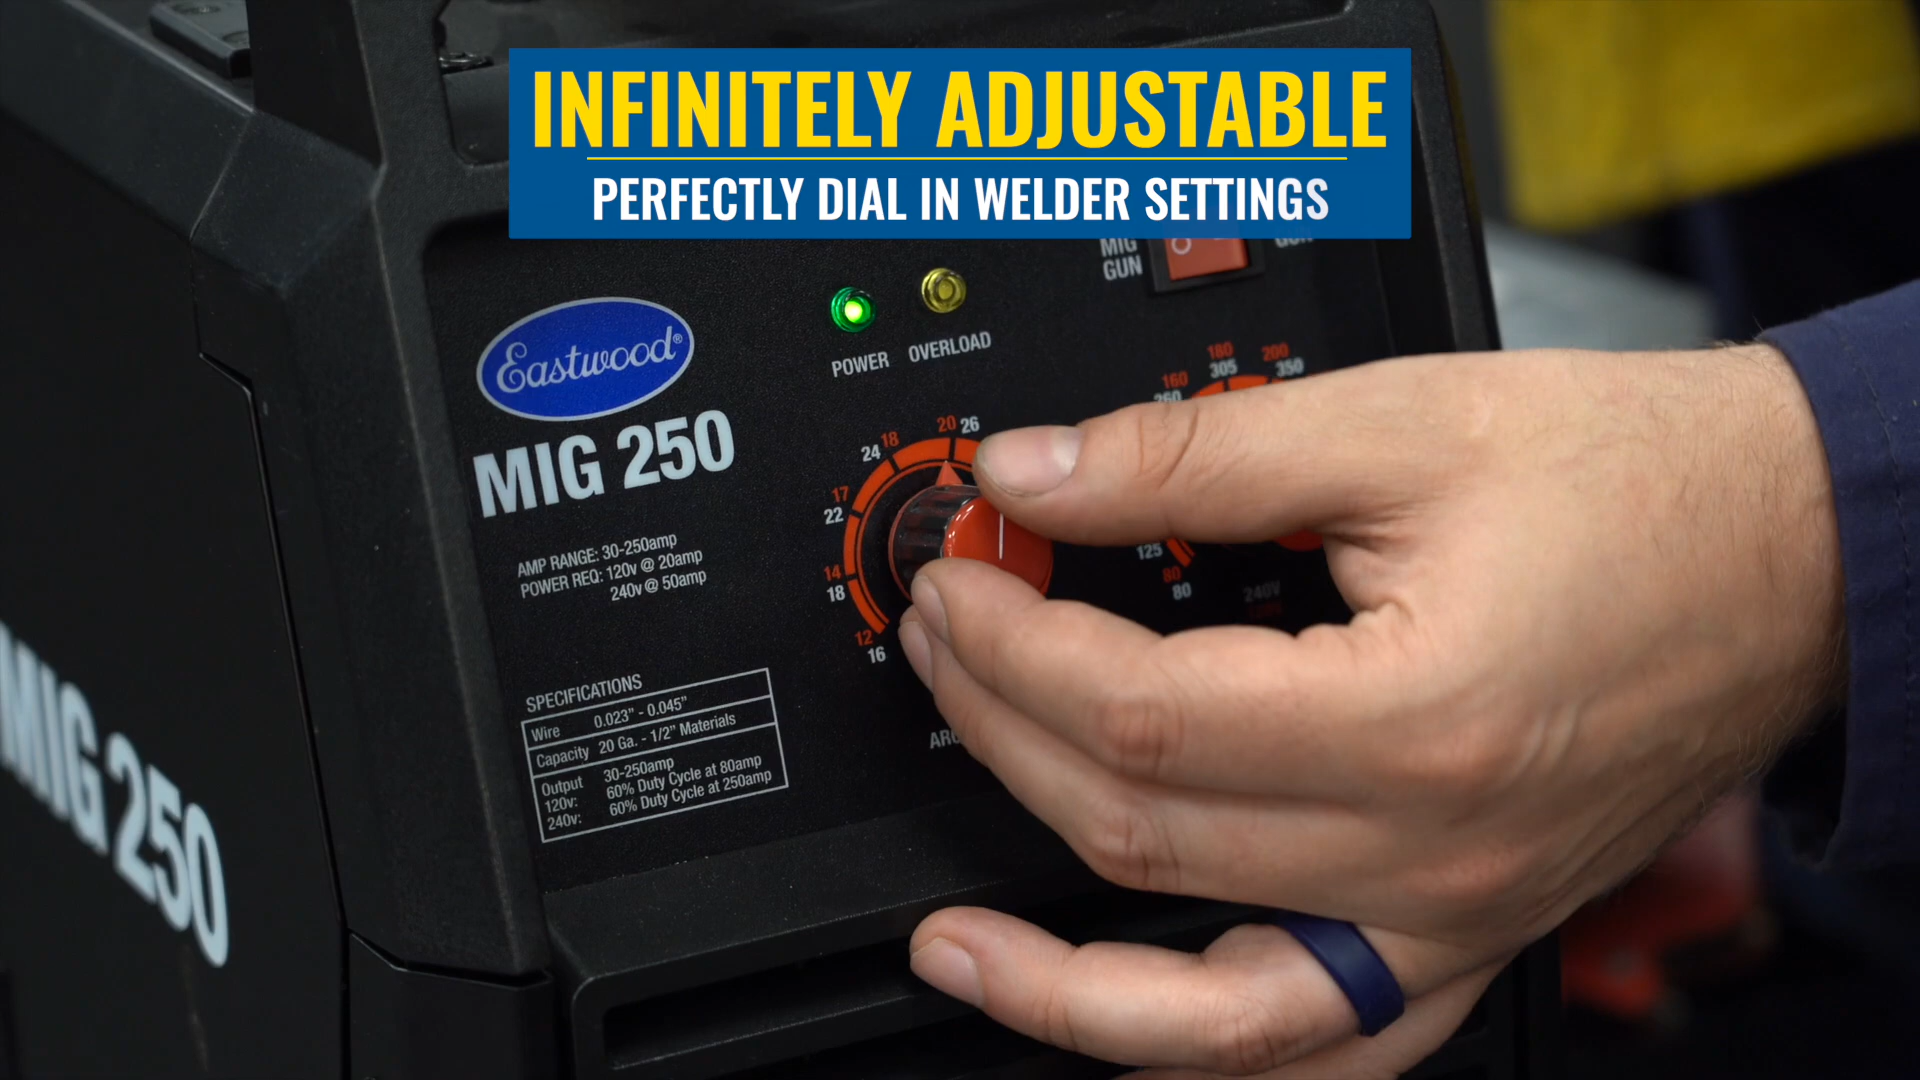 INFINITELY ADJUSTABLE
PERFECTLY DIAL IN WELDER SETTINGS
MIG
GUN
GUN
Eastwood®
MIG 250
POWER
OVERLOAD
AMP RANGE: 30-250amp
POWER REQ: 120v @ 20amp
240v @ 50amp
20 26
24 18
17
22
14
18
12
16
180
305
200
350
160
260
125
80
80
240V
SPECIFICATIONS
Wire 0.023" - 0.045"
Capacity 20 Ga. - 1/2" Materials
Output 30-250amp
120v: 60% Duty Cycle at 80amp
240v: 60% Duty Cycle at 250amp
MIG 250